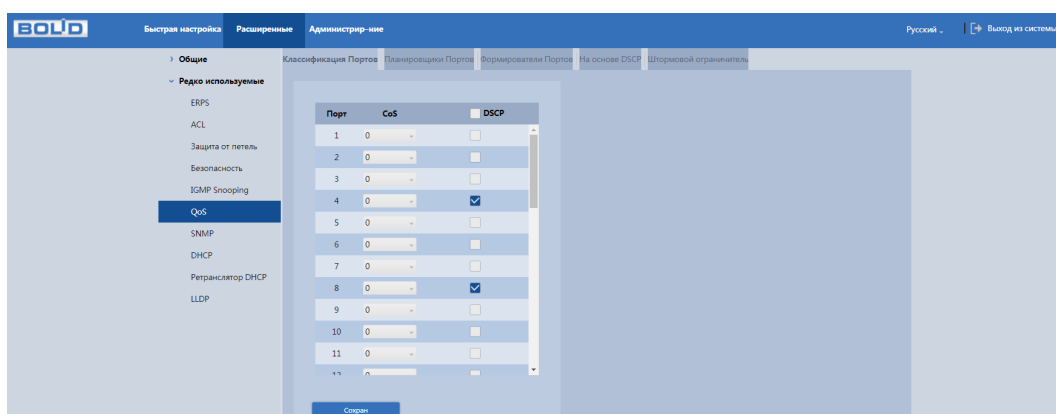 BOLID Быстрая настройка Расширенные Администрир-ние Русский Выход из системы
Общие
Редко используемые
ERPS
ACL
Защита от петель
Безопасность
IGMP Snooping
QoS
SNMP
DHCP
Ретранслятор DHCP
LLDP
Классификация Портов Планировщики Портов Формирователи Портов На основе DSCP Штормовой ограничитель
Порт CoS DSCP
1 0
2 0
3 0
4 0
5 0
6 0
7 0
8 0
9 0
10 0
11 0
12 0
Сохран